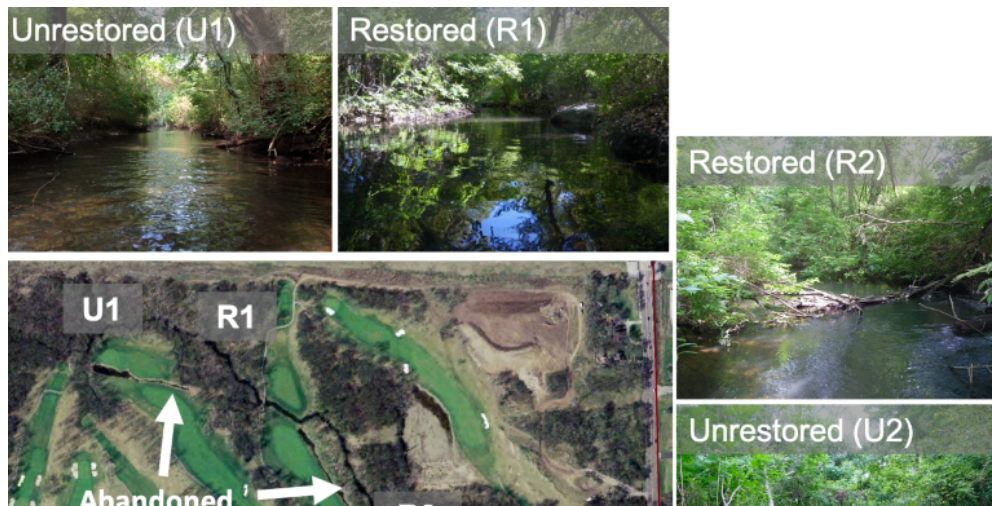 Unrestored (U1)
Restored (R1)
Restored (R2)
U1
R1
Unrestored (U2)
Abandoned